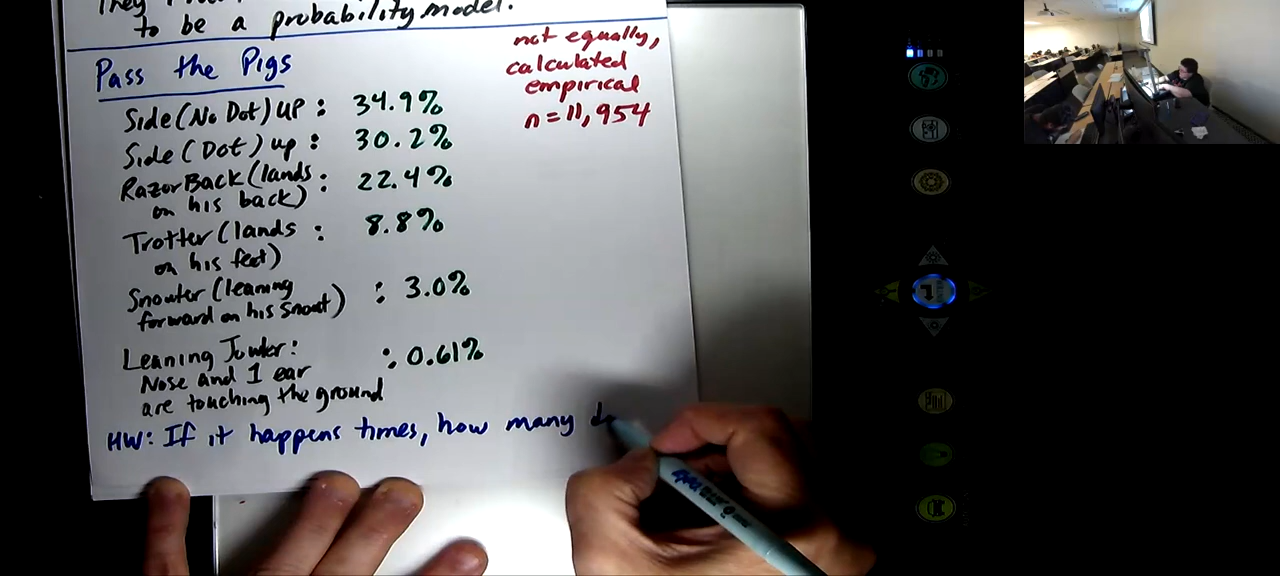 They
to be a probability model.
Pass the Pigs
not equally,
calculated
empirical
n=11,954
Side (No Dot) up : 34.9%
Side (Dot) up : 30.2%
RazorBack (lands : 22.4%
on his back)
Trotter (lands : 8.8%
on his feet)
Snouter (leaning : 3.0%
forward on his snout)
Leaning Jowler: : 0.61%
Nose and 1 ear
are touching the ground
HW: If it happens times, how many